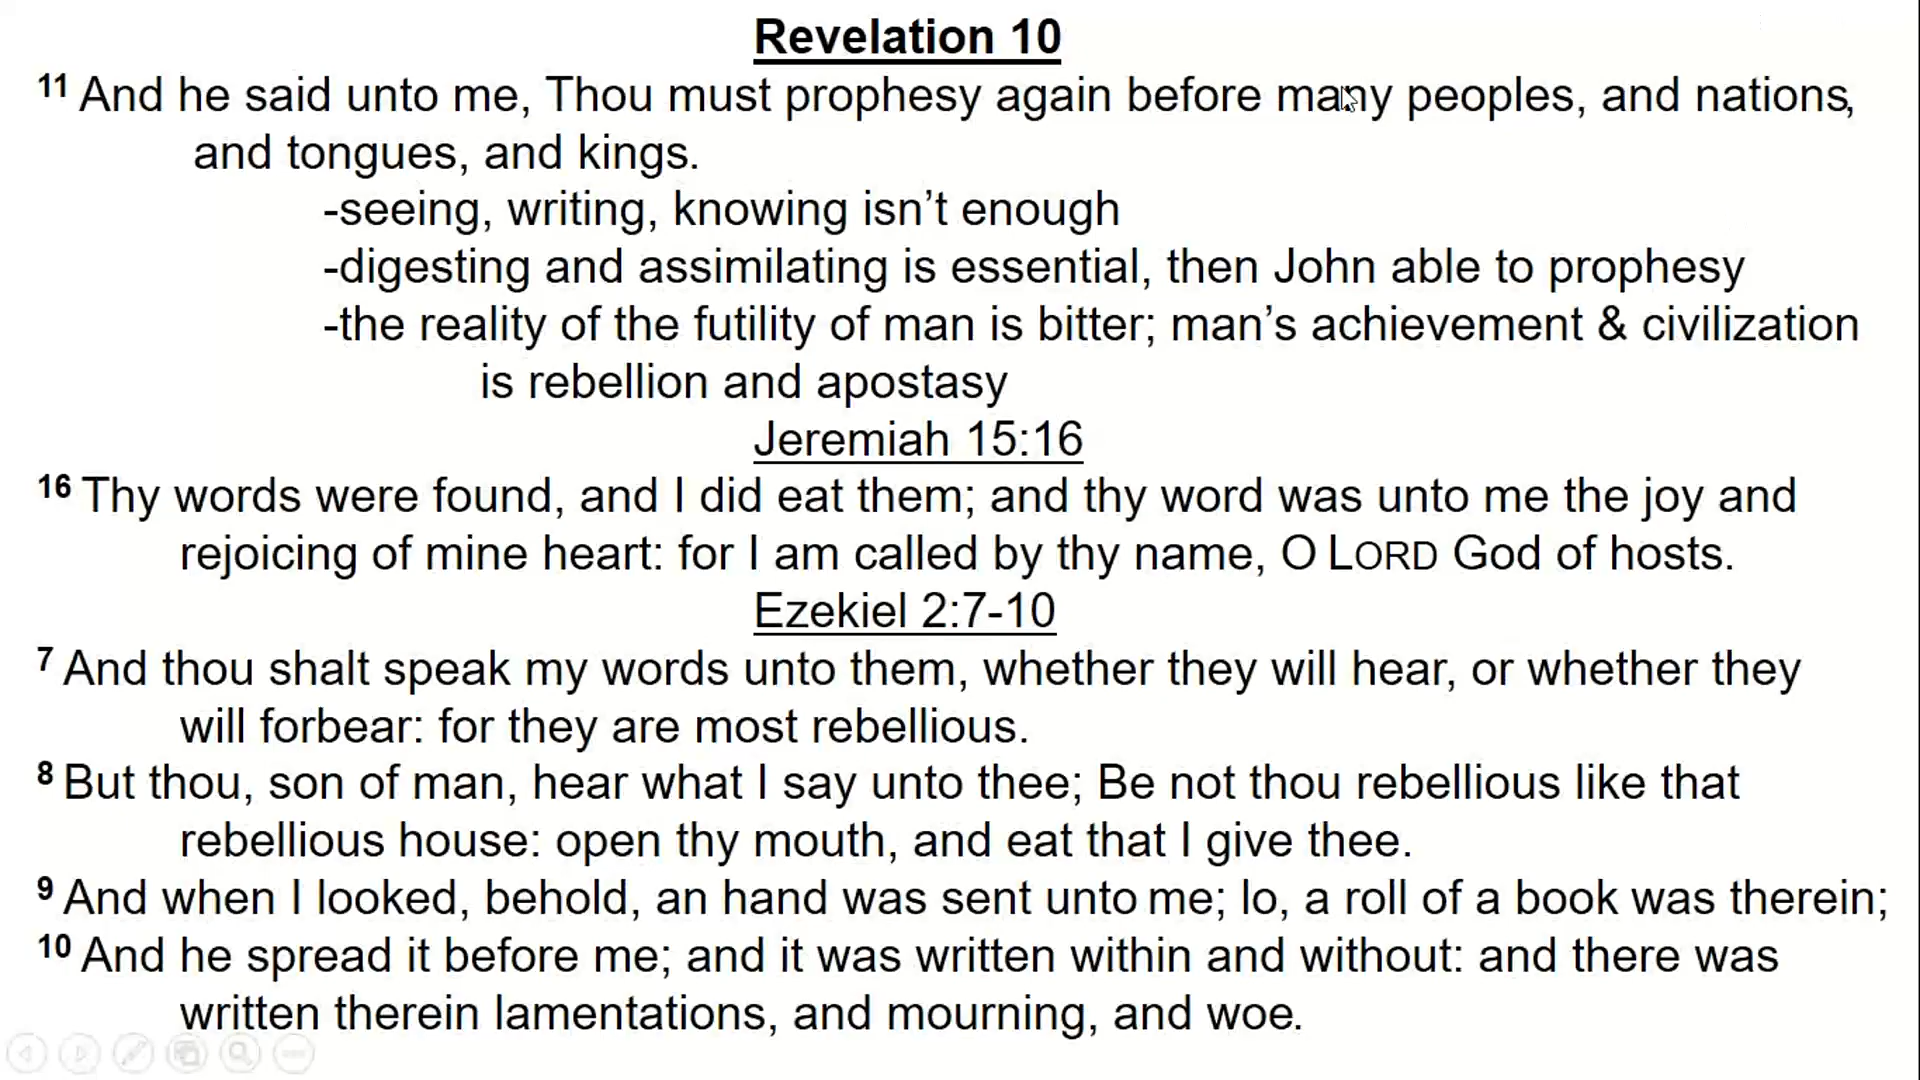 Revelation 10
11 And he said unto me, Thou must prophesy again before many peoples, and nations,
and tongues, and kings.
-seeing, writing, knowing isn’t enough
-digesting and assimilating is essential, then John able to prophesy
-the reality of the futility of man is bitter; man’s achievement & civilization
is rebellion and apostasy
Jeremiah 15:16
16 Thy words were found, and I did eat them; and thy word was unto me the joy and
rejoicing of mine heart: for I am called by thy name, O LORD God of hosts.
Ezekiel 2:7-10
7 And thou shalt speak my words unto them, whether they will hear, or whether they
will forbear: for they are most rebellious.
8 But thou, son of man, hear what I say unto thee; Be not thou rebellious like that
rebellious house: open thy mouth, and eat that I give thee.
9 And when I looked, behold, an hand was sent unto me; lo, a roll of a book was therein;
10 And he spread it before me; and it was written within and without: and there was
written therein lamentations, and mourning, and woe.